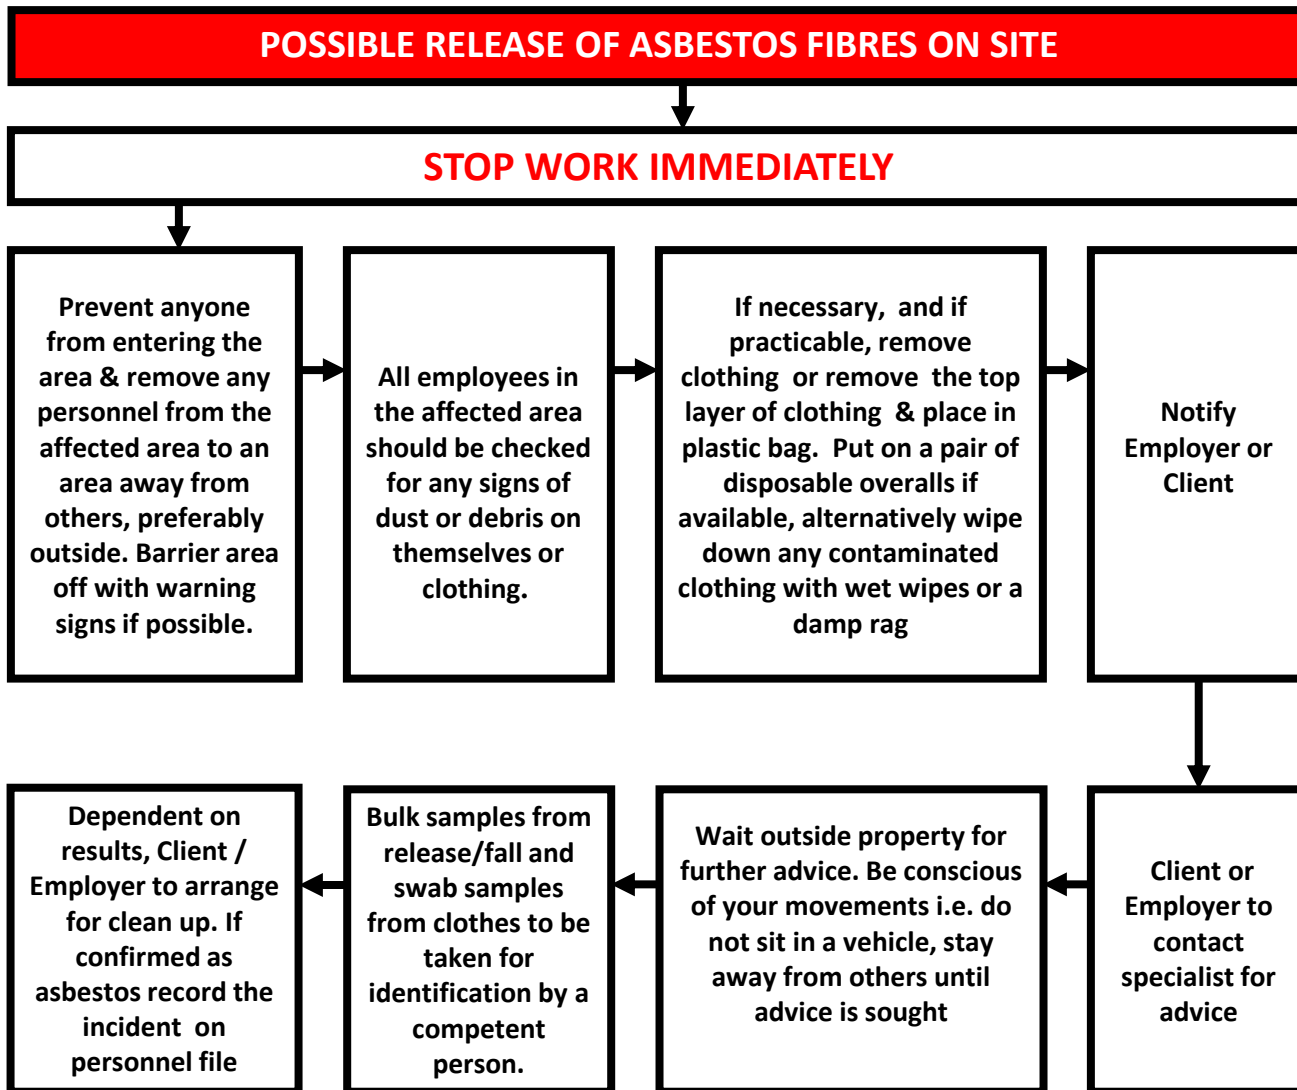 POSSIBLE RELEASE OF ASBESTOS FIBRES ON SITE
STOP WORK IMMEDIATELY
Prevent anyone
from entering the
area & remove any
personnel from the
affected area to an
area away from
others, preferably
outside. Barrier area
off with warning
signs if possible.
All employees in
the affected area
should be checked
for any signs of
dust or debris on
themselves or
clothing.
If necessary, and if
practicable, remove
clothing or remove the top
layer of clothing & place in
plastic bag. Put on a pair of
disposable overalls if
available, alternatively wipe
down any contaminated
clothing with wet wipes or a
damp rag
Notify
Employer or
Client
Client or
Employer to
contact
specialist for
advice
Wait outside property for
further advice. Be conscious
of your movements i.e. do
not sit in a vehicle, stay
away from others until
advice is sought
Bulk samples from
release/fall and
swab samples
from clothes to be
taken for
identification by a
competent
person.
Dependent on
results, Client /
Employer to arrange
for clean up. If
confirmed as
asbestos record the
incident on
personnel file